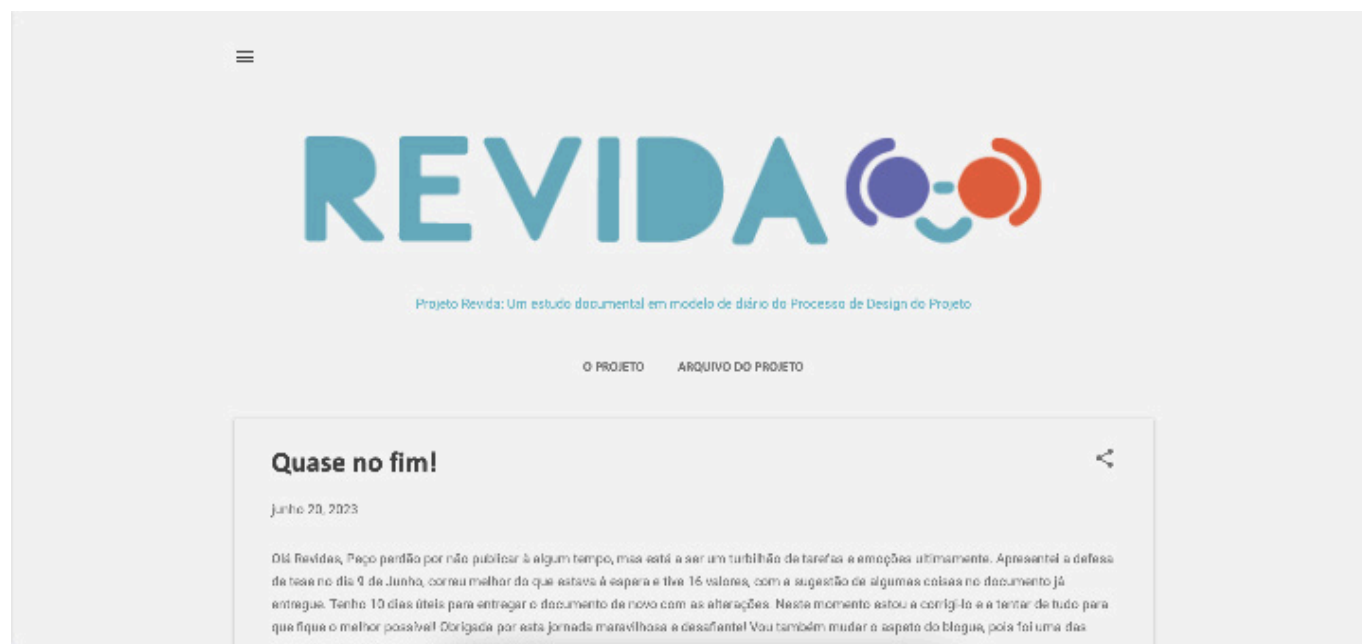 REVIDA
Projeto Revida: Um estudo documental em modelo de diário do Processo de Design do Projeto
O PROJETO ARQUIVO DO PROJETO
Quase no fim!
junho 20, 2023
Olá Revides, Peço perdão por não publicar à algum tempo, mas está a ser um turbilhão de tarefas e emoções ultimamente. Apresentei a defesa
de tese no dia 9 de Junho, correu melhor do que estava à espera e tive 16 valores, com a sugestão de algumas coisas no documento já
entregue. Tenho 10 dias úteis para entregar o documento de novo com as alterações. Neste momento estou a corrigi-lo e a tentar de tudo para
que fique o melhor possível! Obrigada por esta jornada maravilhosa e desafiante! Vou também mudar o aspeto do blogue, pois foi uma das